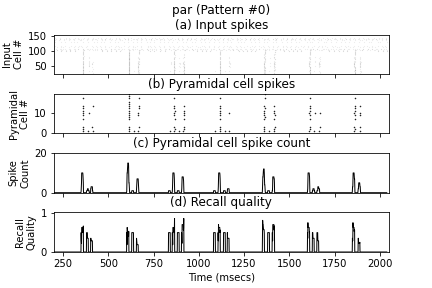 par (Pattern #0)
(a) Input spikes
150
100
50
Input
Cell #
(b) Pyramidal cell spikes
10
0
Pyramidal
Cell #
(c) Pyramidal cell spike count
20
0
Spike
Count
(d) Recall quality
1
0
Recall
Quality
250 500 750 1000 1250 1500 1750 2000
Time (msecs)